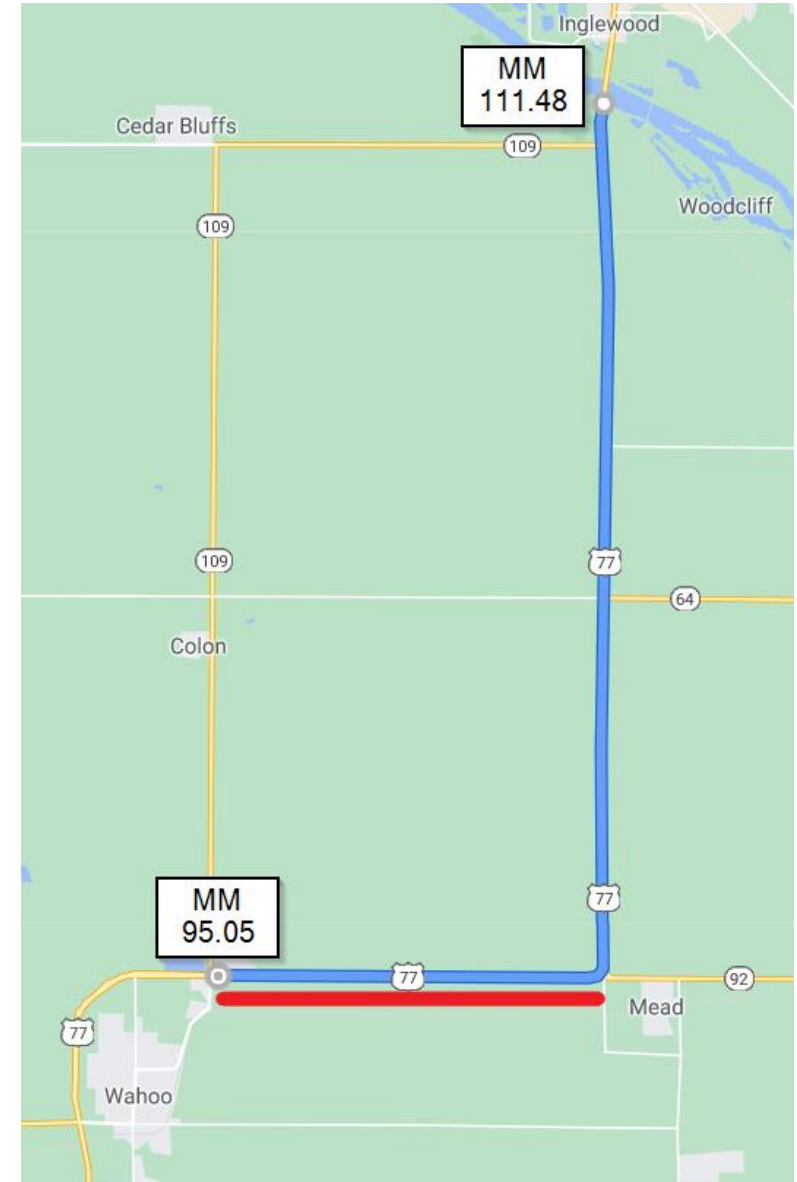 Inglewood
MM
111.48
Cedar Bluffs
109
Woodcliff
109
77
109
64
Colon
77
MM
95.05
77
92
Mead
77
Wahoo